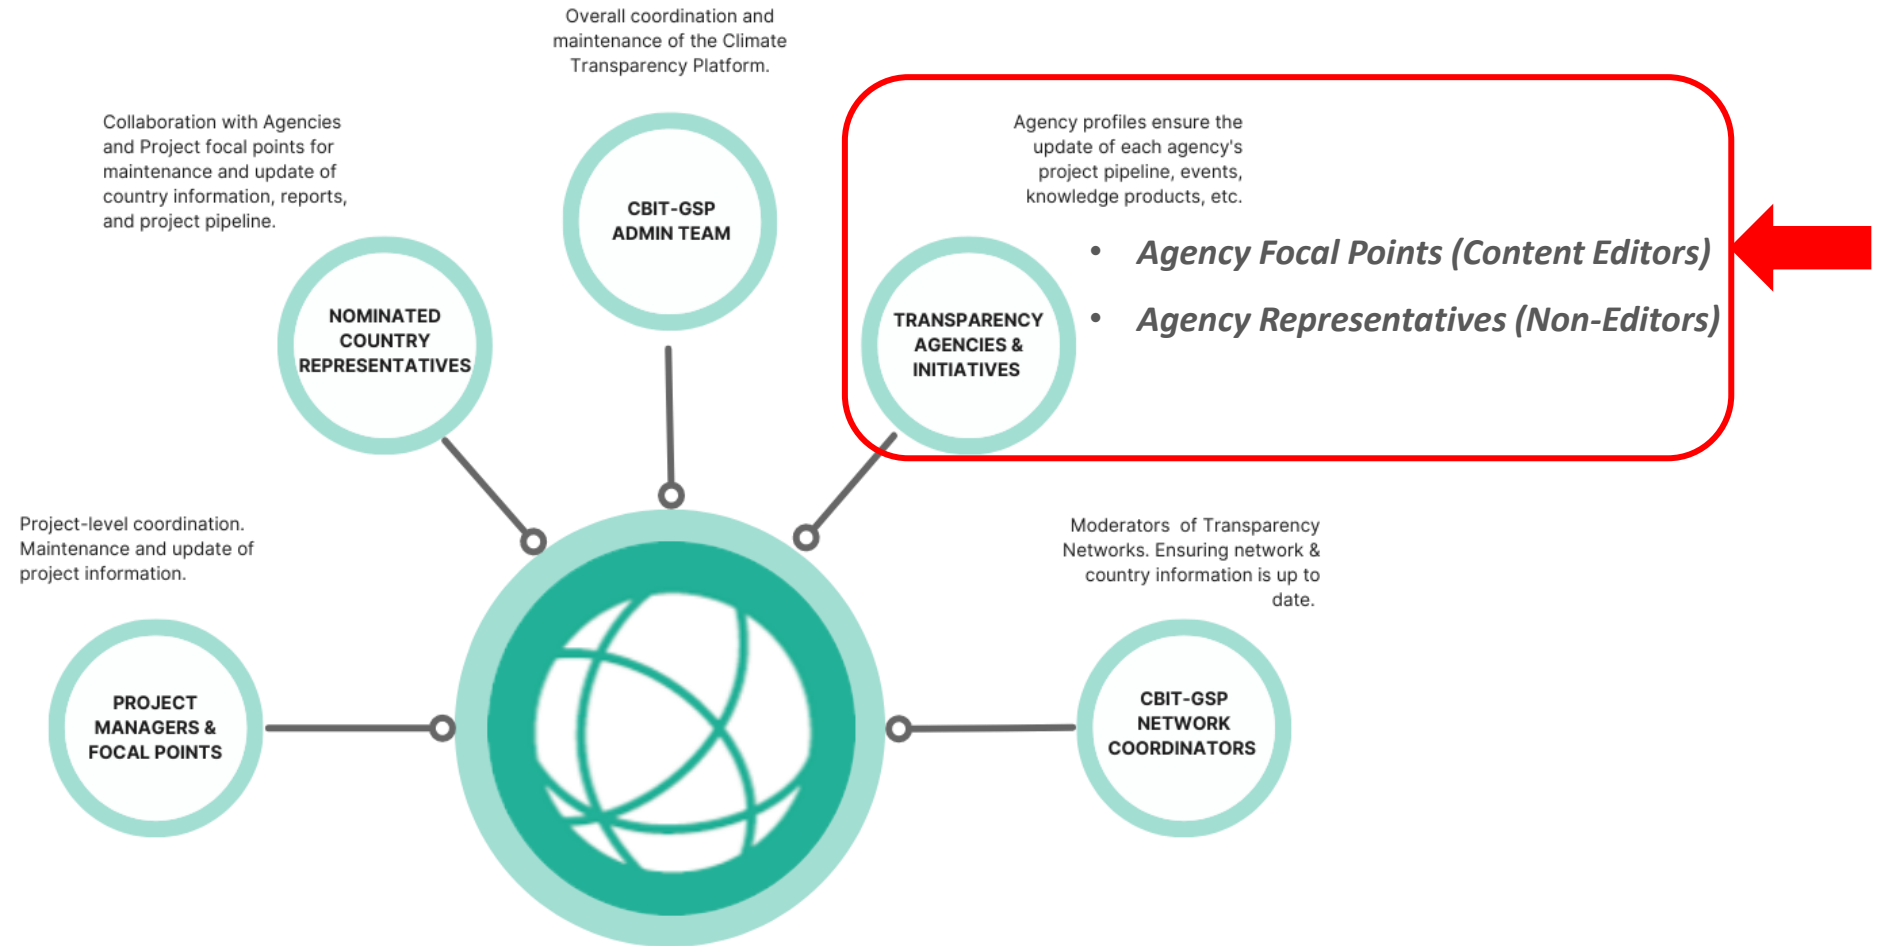 Overall coordination and
maintenance of the Climate
Transparency Platform.
CBIT-GSP
ADMIN TEAM
Collaboration with Agencies
and Project focal points for
maintenance and update of
country information, reports,
and project pipeline.
NOMINATED
COUNTRY
REPRESENTATIVES
Agency profiles ensure the
update of each agency's
project pipeline, events,
knowledge products, etc.
• Agency Focal Points (Content Editors)
• Agency Representatives (Non-Editors)
TRANSPARENCY
AGENCIES &
INITIATIVES
Project-level coordination.
Maintenance and update of
project information.
PROJECT
MANAGERS &
FOCAL POINTS
Moderators of Transparency
Networks. Ensuring network &
country information is up to
date.
CBIT-GSP
NETWORK
COORDINATORS